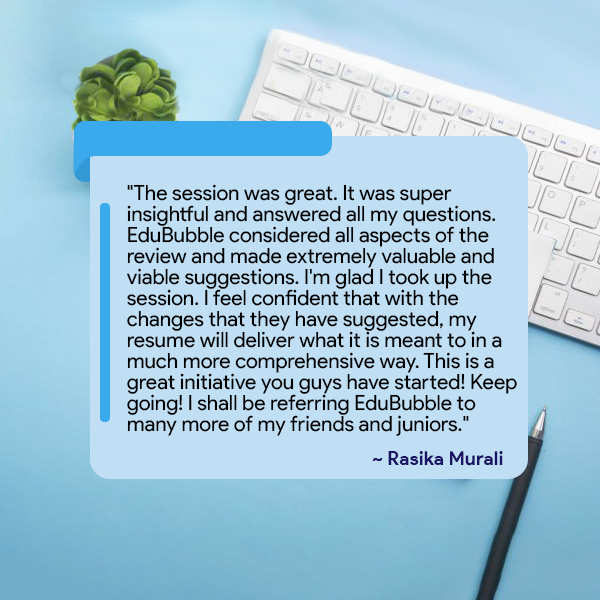 "The session was great. It was super
insightful and answered all my questions.
EduBubble considered all aspects of the
review and made extremely valuable and
viable suggestions. I'm glad I took up the
session. I feel confident that with the
changes that they have suggested, my
resume will deliver what it is meant to in a
much more comprehensive way. This is a
great initiative you guys have started! Keep
going! I shall be referring EduBubble to
many more of my friends and juniors."
~ Rasika Murali